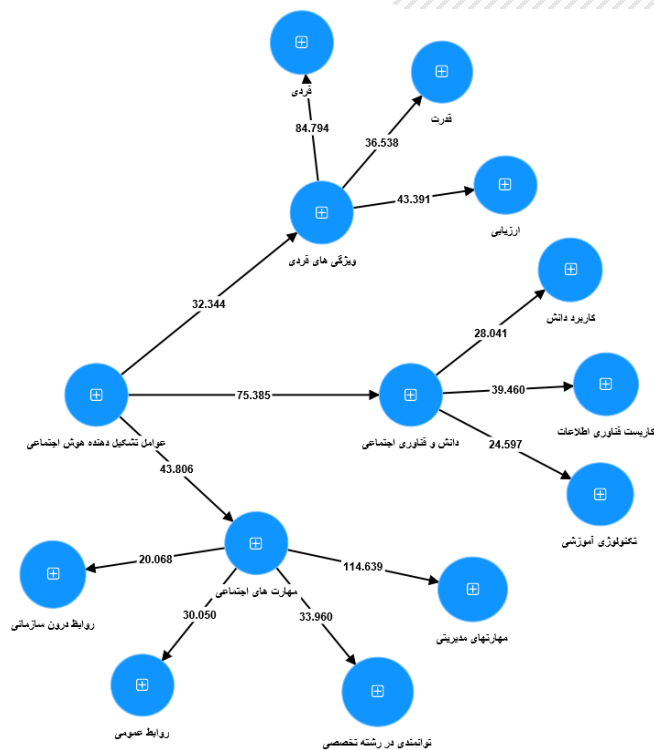 فردی
قدرت
84.794
36.538
43.391
ارزیابی
ویژگی های فردی
32.344
کاربرد دانش
28.041
75.385
39.460
عوامل تشکیل دهنده هوش اجتماعی
دانش و فناوری اجتماعی
کاربست فناوری اطلاعات
24.597
43.806
تکنولوژی آموزشی
20.068
114.639
مهارت های اجتماعی
روابط درون سازمانی
30.050
33.960
مهارتهای مدیریتی
روابط عمومی
توانمندی در رشته تخصصی